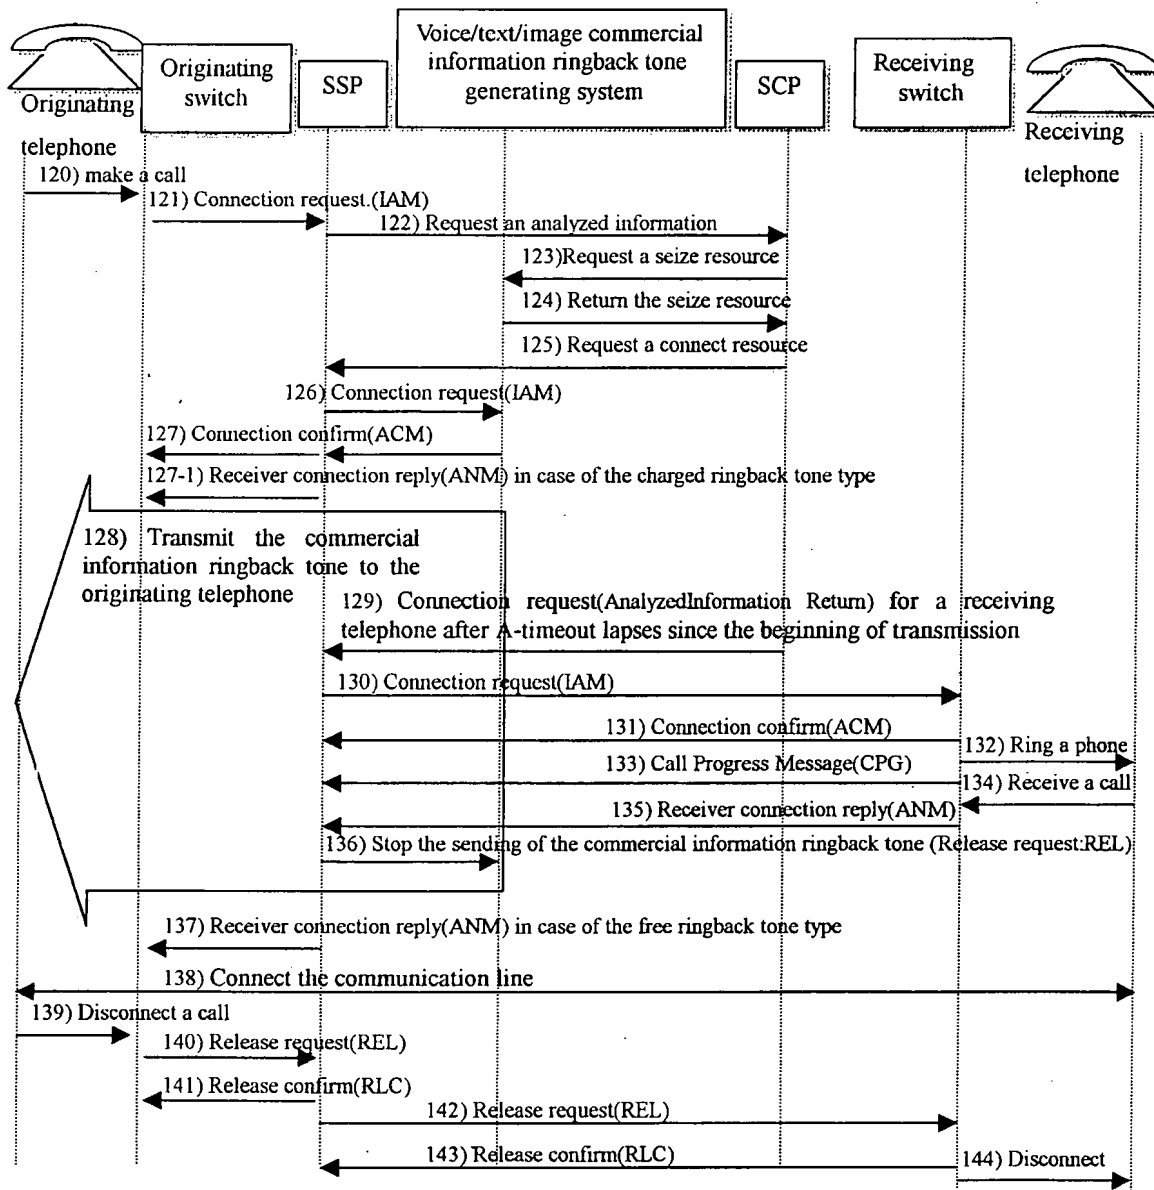 Originating
telephone
Originating
switch
SSP
Voice/text/image commercial
information ringback tone
generating system
SCP
Receiving
switch
Receiving
telephone
120) make a call
121) Connection request.(IAM)
122) Request an analyzed information
123)Request a seize resource
124) Return the seize resource
125) Request a connect resource
126) Connection request(IAM)
127) Connection confirm(ACM)
127-1) Receiver connection reply(ANM) in case of the charged ringback tone type
128) Transmit the commercial
information ringback tone to the
originating telephone
129) Connection request(AnalyzedInformation Return) for a receiving
telephone after A-timeout lapses since the beginning of transmission
130) Connection request(IAM)
131) Connection confirm(ACM)
132) Ring a phone
133) Call Progress Message(CPG)
134) Receive a call
135) Receiver connection reply(ANM)
136) Stop the sending of the commercial information ringback tone (Release request:REL)
137) Receiver connection reply(ANM) in case of the free ringback tone type
138) Connect the communication line
139) Disconnect a call
140) Release request(REL)
141) Release confirm(RLC)
142) Release request(REL)
143) Release confirm(RLC)
144) Disconnect